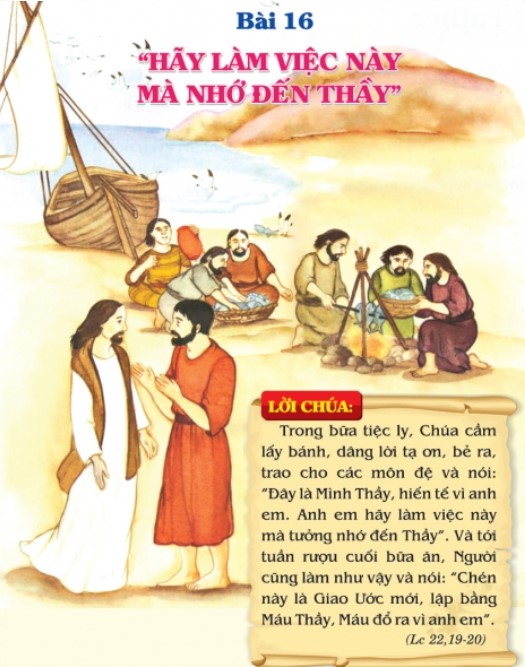 Bài 16
“HÃY LÀM VIỆC NÀY
MÀ NHỚ ĐẾN THẦY”
LỜI CHÚA:
Trong bữa tiệc ly, Chúa cầm
lấy bánh, dâng lời tạ ơn, bẻ ra,
trao cho các môn đệ và nói:
“Đây là Mình Thầy, hiến tế vì anh
em. Anh em hãy làm việc này
mà tưởng nhớ đến Thầy”. Và tới
tuần rượu cuối bữa ăn, Người
cũng làm như vậy và nói: “Chén
này là Giao Ước mới, lập bằng
Máu Thầy, Máu đổ ra vì anh em”.
(Lc 22,19-20)